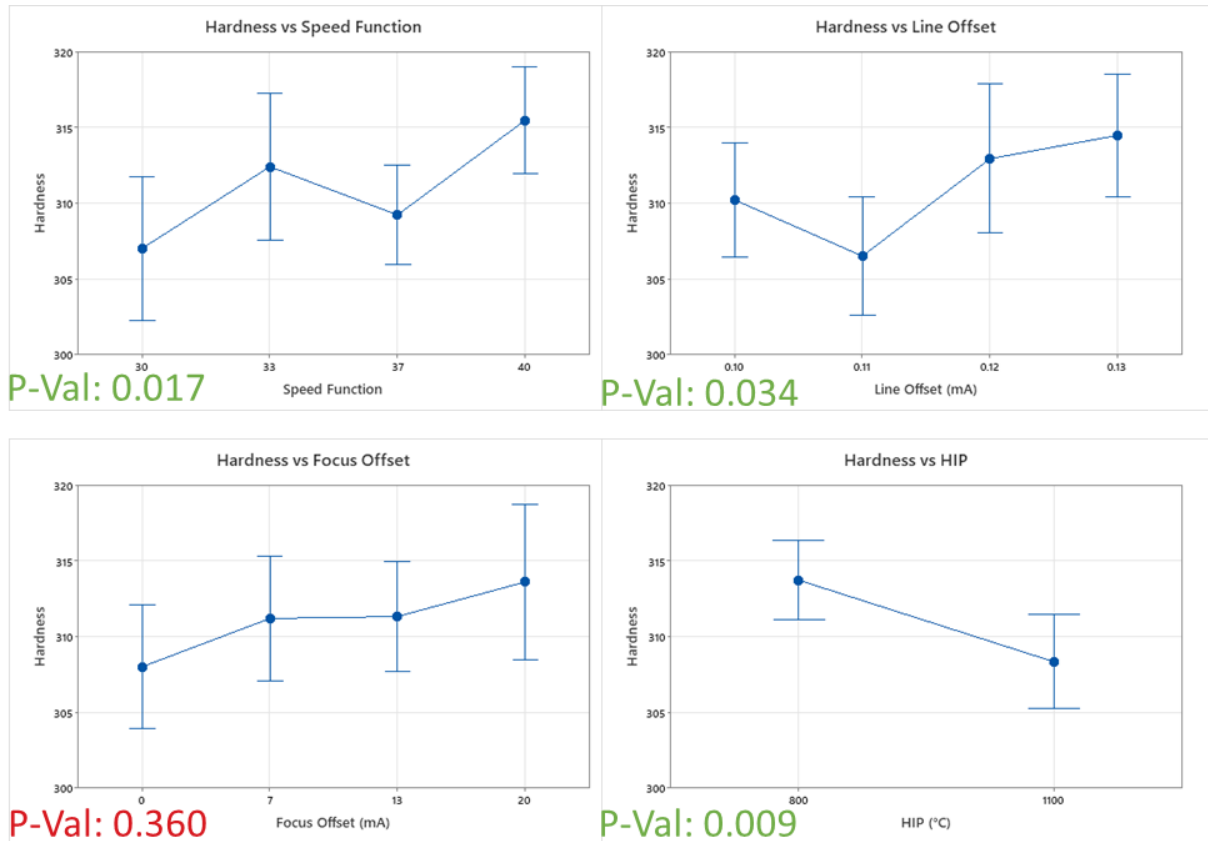 Hardness vs Speed Function
320
315
310
305
300
Hardness
30 33 37 40
Speed Function
P-Val: 0.017
Hardness vs Line Offset
320
315
310
305
300
Hardness
0.10 0.11 0.12 0.13
Line Offset (mA)
P-Val: 0.034
Hardness vs Focus Offset
320
315
310
305
300
Hardness
0 7 13 20
Focus Offset (mA)
P-Val: 0.360
Hardness vs HIP
320
315
310
305
300
Hardness
800 1100
HIP (°C)
P-Val: 0.009